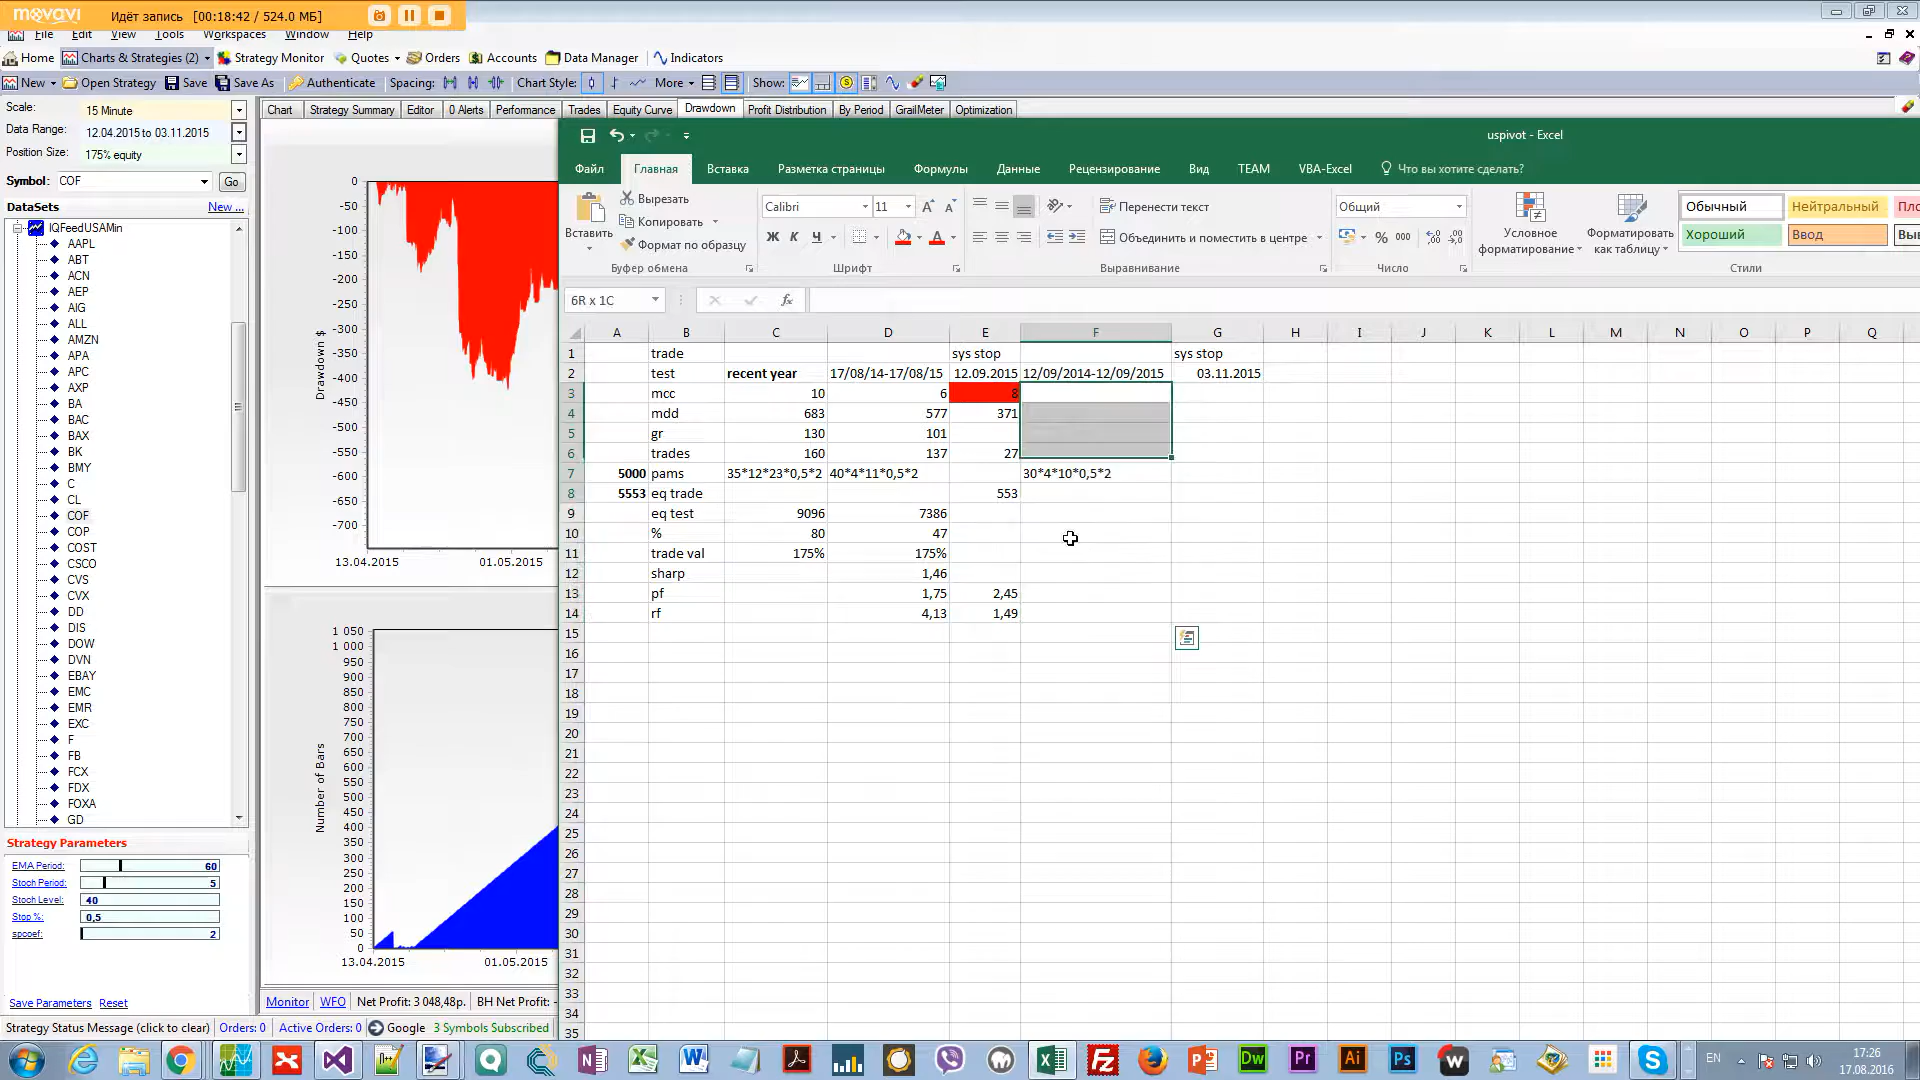 movavi Идёт запись [00:18:42 / 524.0 МБ]
File Edit View Tools Workspaces Window Help
Home Charts & Strategies (2) Strategy Monitor Quotes Orders Accounts Data Manager Indicators
New Open Strategy Save Save As Authenticate Spacing: Chart Style: More Show:
Scale: 15 Minute
Data Range: 12.04.2015 to 03.11.2015
Position Size: 175% equity
Symbol: COF Go
DataSets New ...
IQFeedUSAMin
AAPL
ABT
ACN
AEP
AIG
ALL
AMZN
APA
APC
AXP
BA
BAC
BAX
BK
BMY
C
CL
COF
COP
COST
CSCO
CVS
CVX
DD
DIS
DOW
DVN
EBAY
EMC
EMR
EXC
F
FB
FCX
FDX
FOXA
GD
Strategy Parameters
EMA Period: 60
Stoch Period: 5
Stoch Level: 40
Stop %: 0,5
spcoef: 2
Save Parameters Reset
Strategy Status Message (click to clear) Orders: 0 Active Orders: 0 Google 3 Symbols Subscribed
Chart Strategy Summary Editor 0 Alerts Performance Trades Equity Curve Drawdown Profit Distribution By Period GrailMeter Optimization
Drawdown $
0
-50
-100
-150
-200
-250
-300
-350
-400
-450
-500
-550
-600
-650
-700
13.04.2015 01.05.2015
Number of Bars
1 050
1 000
950
900
850
800
750
700
650
600
550
500
450
400
350
300
250
200
150
100
50
0
13.04.2015 01.05.2015
Monitor WFO Net Profit: 3 048,48р. BH Net Profit: -
uspivot - Excel
Файл Главная Вставка Разметка страницы Формулы Данные Рецензирование Вид TEAM VBA-Excel Что вы хотите сделать?
Вставить Вырезать Копировать Формат по образцу
Буфер обмена
Calibri 11
Ж К Ч
Шрифт
Перенести текст
Объединить и поместить в центре
Выравнивание
Общий
% 000
Число
Условное форматирование
Форматировать как таблицу
Обычный Нейтральный Пло
Хороший Ввод Выв
Стили
6R x 1C fx
A B C D E F G H I J K L M N O P Q
1 trade sys stop sys stop
2 test recent year 17/08/14-17/08/15 12.09.2015 12/09/2014-12/09/2015 03.11.2015
3 mcc 10 6 8
4 mdd 683 577 371
5 gr 130 101
6 trades 160 137 27
7 5000 pams 35*12*23*0,5*2 40*4*11*0,5*2 30*4*10*0,5*2
8 5553 eq trade 553
9 eq test 9096 7386
10 % 80 47
11 trade val 175% 175%
12 sharp 1,46
13 pf 1,75 2,45
14 rf 4,13 1,49
15
16
17
18
19
20
21
22
23
24
25
26
27
28
29
30
31
32
33
34
35
EN 17:26
17.08.2016